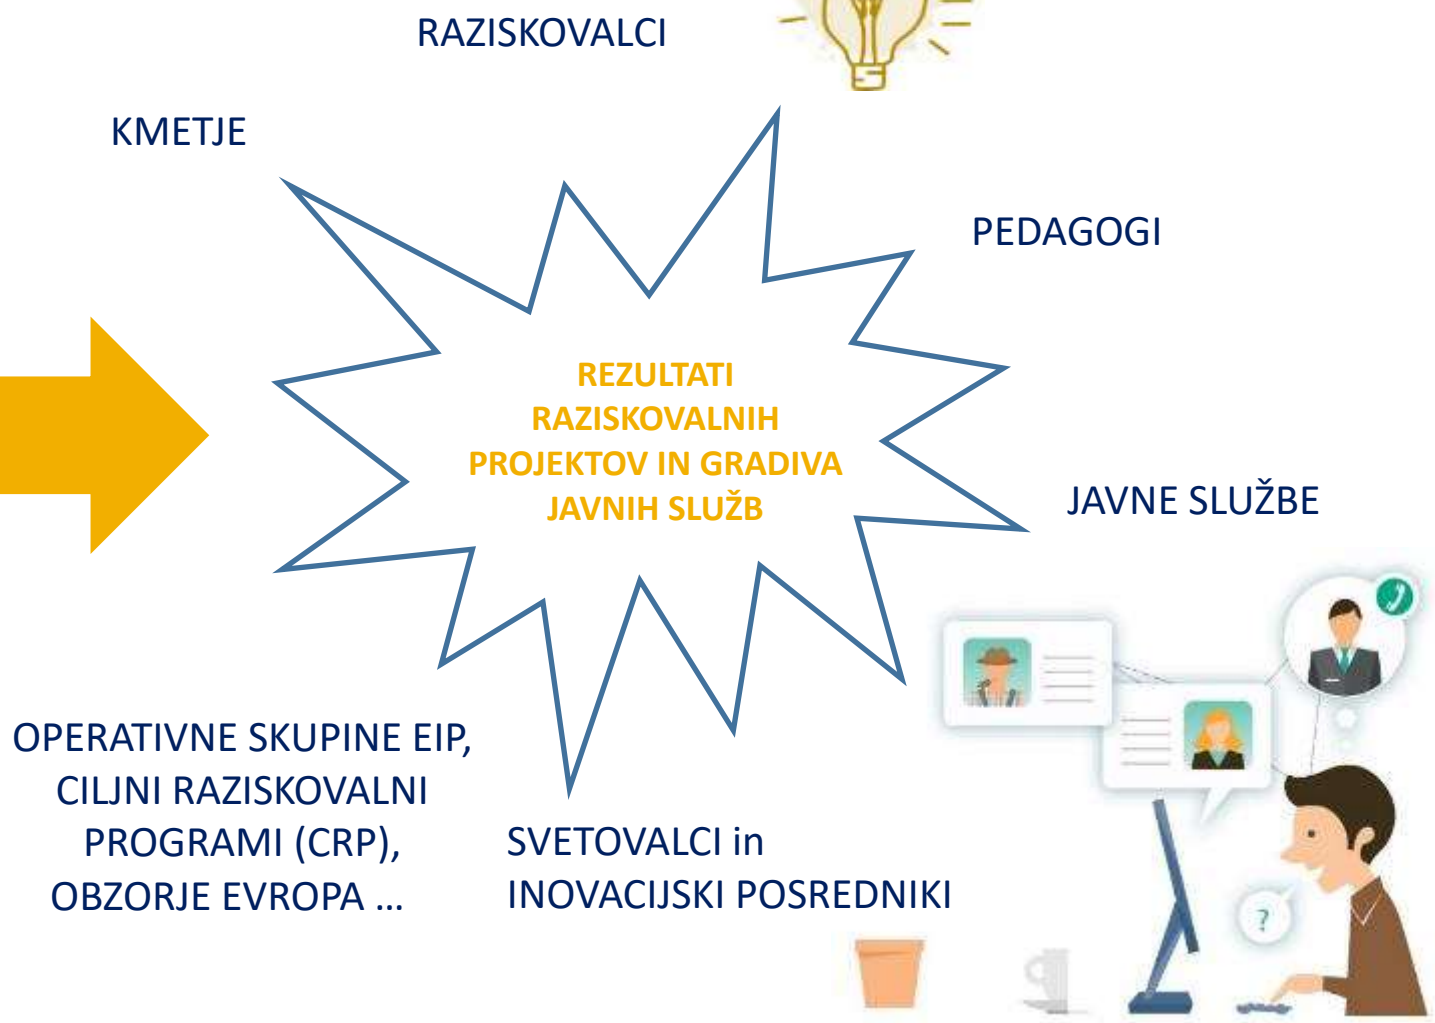 RAZISKOVALCI
KMETJE
PEDAGOGI
REZULTATI
RAZISKOVALNIH
PROJEKTOV IN GRADIVA
JAVNIH SLUŽB
JAVNE SLUŽBE
OPERATIVNE SKUPINE EIP,
CILJNI RAZISKOVALNI
PROGRAMI (CRP),
OBZORJE EVROPA ...
SVETOVALCI in
INOVACIJSKI POSREDNIKI
?